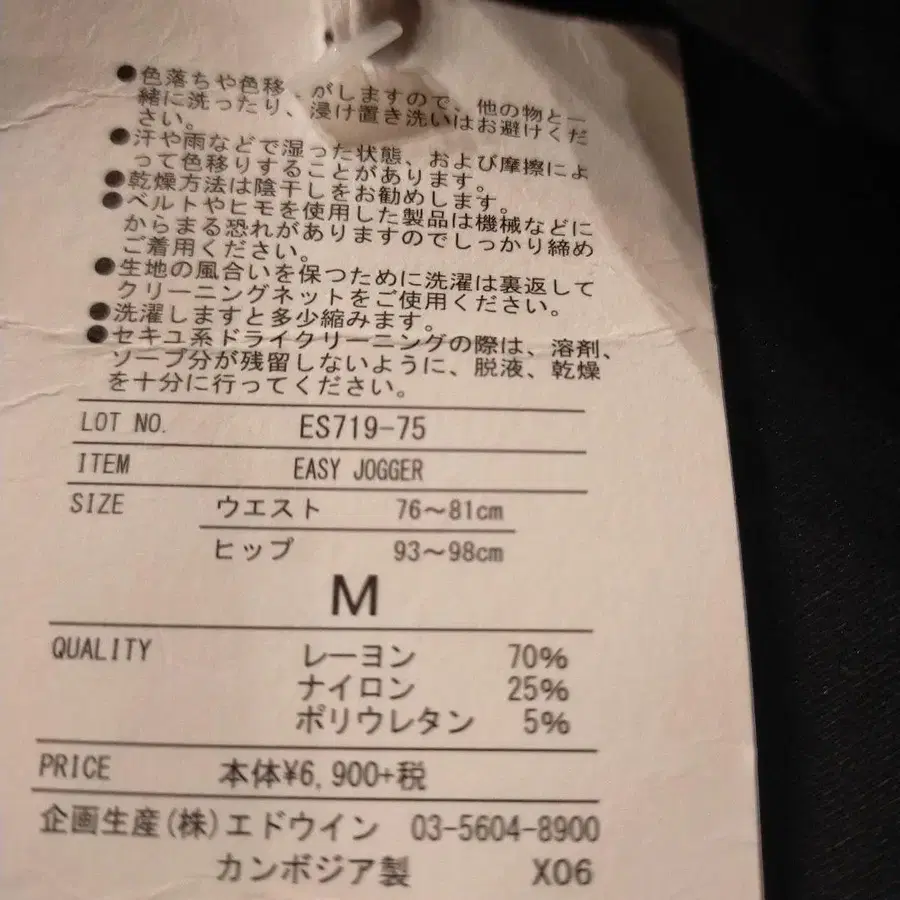 ●色落ちや色移 がしますので、他の物と一
緒に洗ったり、浸け置き洗いはお避けくだ
さい。
●汗や雨などで湿った状態、および摩擦によ
って色移りすることがあります。
●乾燥方法は陰干しをお勧めします。
●ベルトやヒモを使用した製品は機械などに
からまる恐れがありますのでしっかり締め
ご着用ください。
●生地の風合いを保つために洗濯は裏返して
クリーニングネットをご使用ください。
●洗濯しますと多少縮みます。
●セキユ系ドライクリーニングの際は、溶剤、
ソープ分が残留しないように、脱液、乾燥
を十分に行ってください。
LOT NO. ES719-75
ITEM EASY JOGGER
SIZE ウエスト 76～81cm
ヒップ 93～98cm
M
QUALITY レーヨン 70%
ナイロン 25%
ポリウレタン 5%
PRICE 本体¥6,900+税
企画生産(株)エドウイン 03-5604-8900
カンボジア製 X06